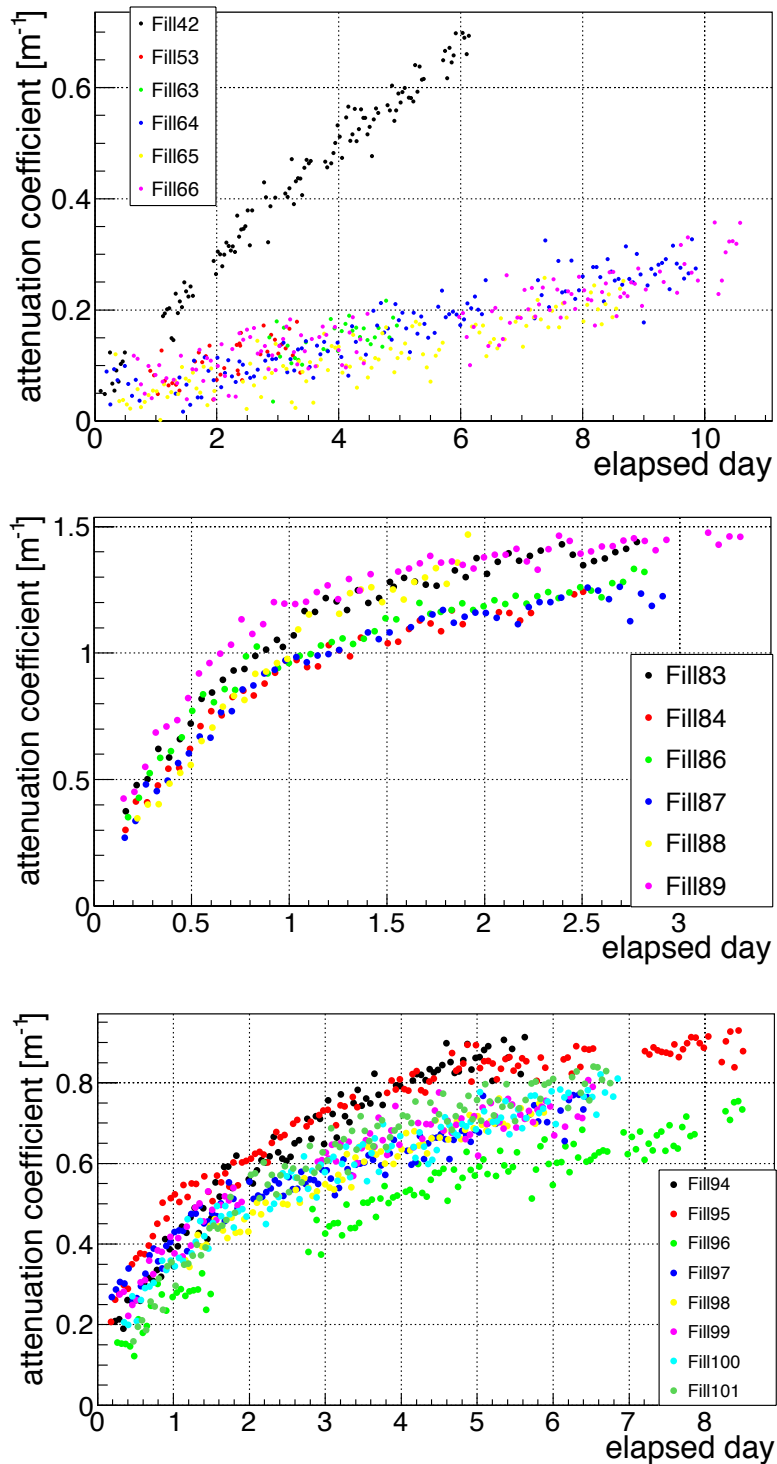 attenuation coefficient [m⁻¹]
Fill42
Fill53
Fill63
Fill64
Fill65
Fill66
0.6
0.4
0.2
0
0 2 4 6 8 10
elapsed day
attenuation coefficient [m⁻¹]
1.5
1
0.5
0
Fill83
Fill84
Fill86
Fill87
Fill88
Fill89
0 0.5 1 1.5 2 2.5 3
elapsed day
attenuation coefficient [m⁻¹]
0.8
0.6
0.4
0.2
0
Fill94
Fill95
Fill96
Fill97
Fill98
Fill99
Fill100
Fill101
0 1 2 3 4 5 6 7 8
elapsed day